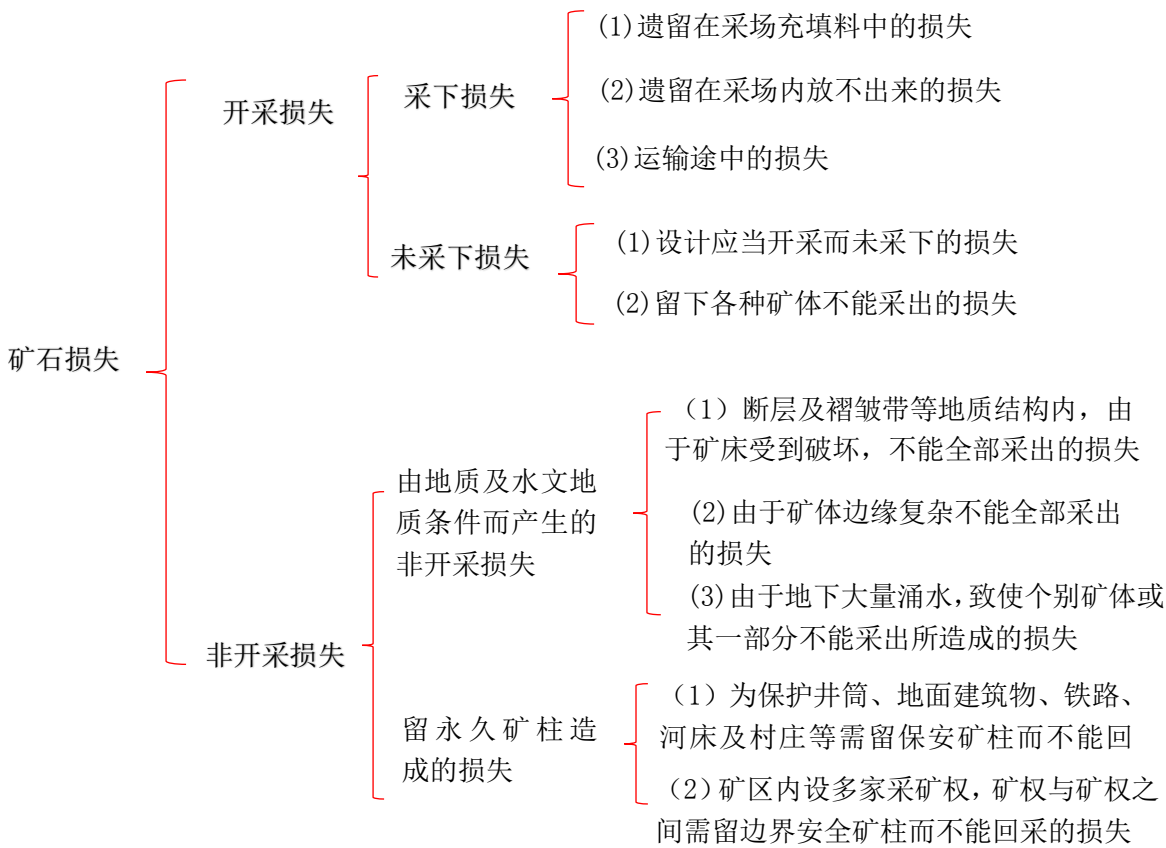 矿石损失
开采损失
采下损失
(1)遗留在采场充填料中的损失
(2)遗留在采场内放不出来的损失
(3)运输途中的损失
未采下损失
(1)设计应当开采而未采下的损失
(2)留下各种矿体不能采出的损失
非开采损失
由地质及水文地
质条件而产生的
非开采损失
（1）断层及褶皱带等地质结构内，由
于矿床受到破坏，不能全部采出的损失
(2)由于矿体边缘复杂不能全部采出
的损失
(3)由于地下大量涌水，致使个别矿体或
其一部分不能采出所造成的损失
留永久矿柱造
成的损失
（1）为保护井筒、地面建筑物、铁路、
河床及村庄等需留保安矿柱而不能回
（2）矿区内设多家采矿权，矿权与矿权之
间需留边界安全矿柱而不能回采的损失